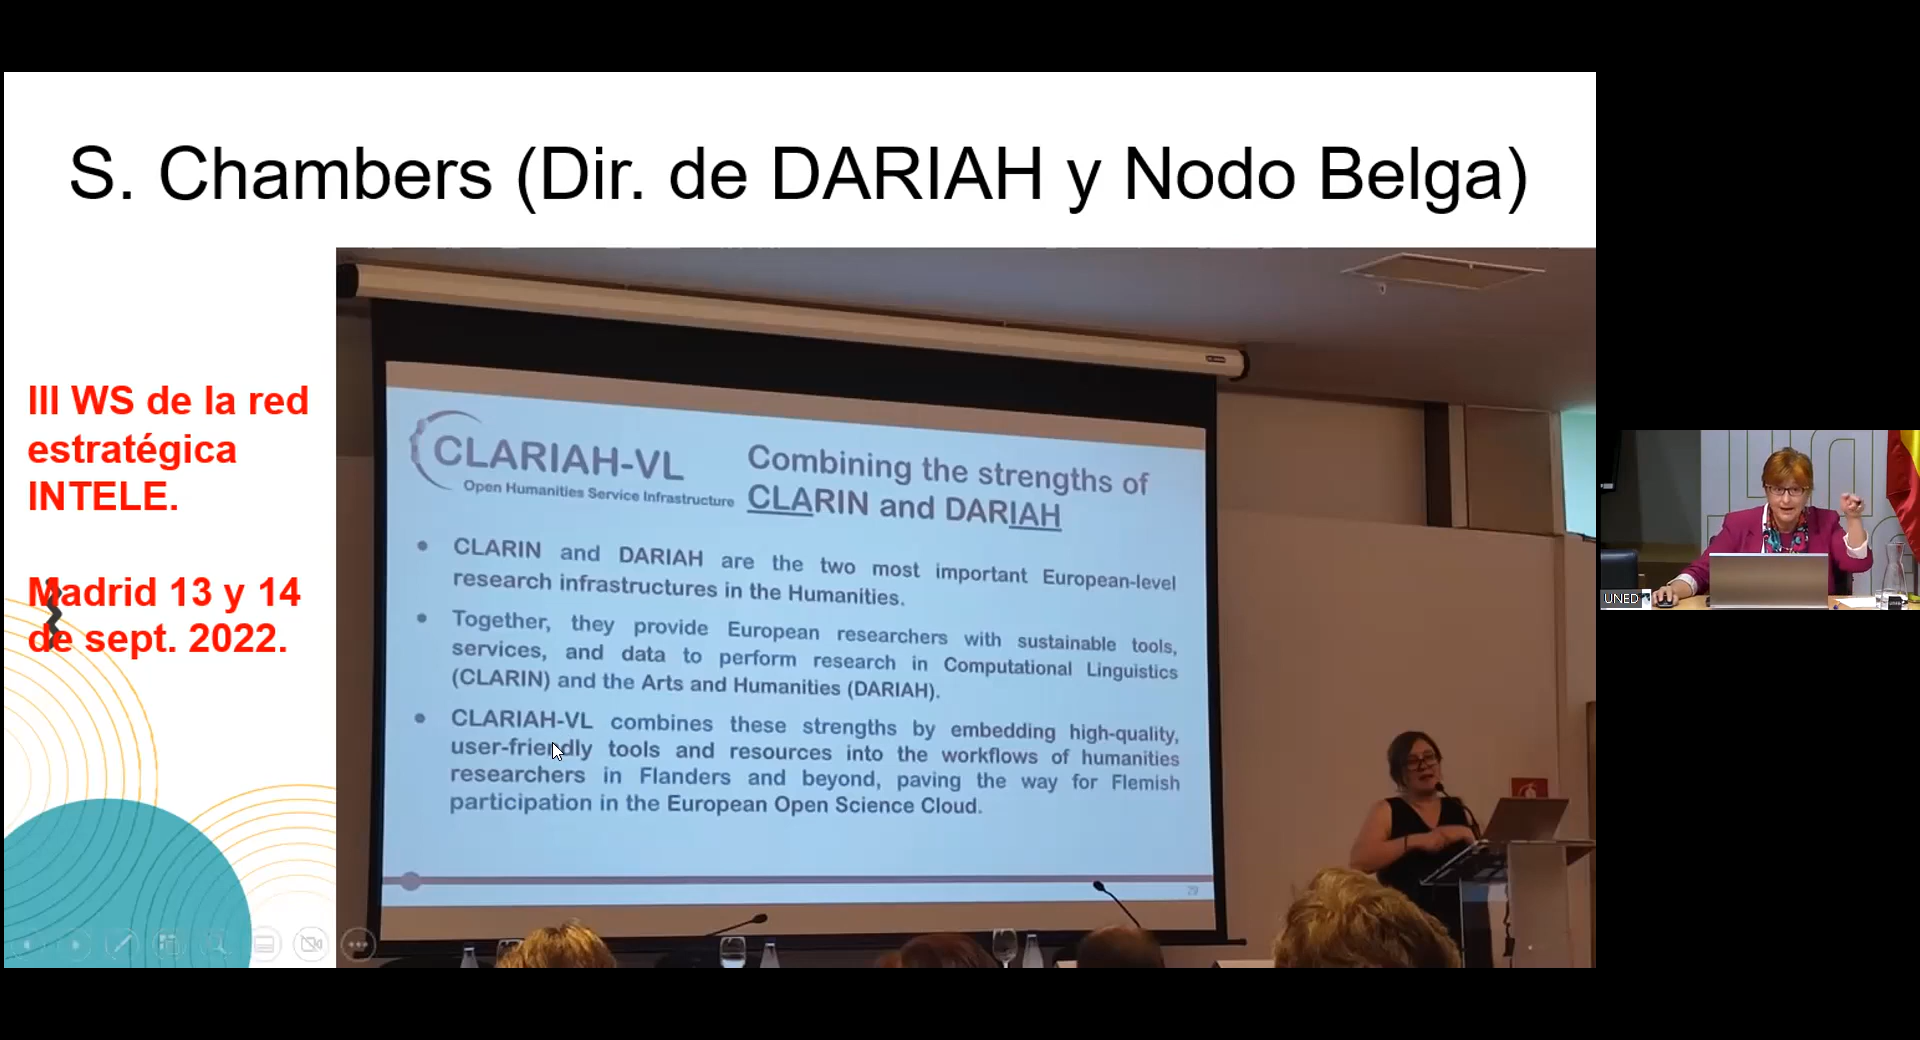 S. Chambers (Dir. de DARIAH y Nodo Belga)
III WS de la red
estratégica
INTELE.
Madrid 13 y 14
de sept. 2022.
CLARIAH-VL
Open Humanities Service Infrastructure
Combining the strengths of
CLARIN and DARIAH
• CLARIN and DARIAH are the two most important European-level
research infrastructures in the Humanities.
• Together, they provide European researchers with sustainable tools,
services, and data to perform research in Computational Linguistics
(CLARIN) and the Arts and Humanities (DARIAH).
• CLARIAH-VL combines these strengths by embedding high-quality,
user-friendly tools and resources into the workflows of humanities
researchers in Flanders and beyond, paving the way for Flemish
participation in the European Open Science Cloud.
29
UNED